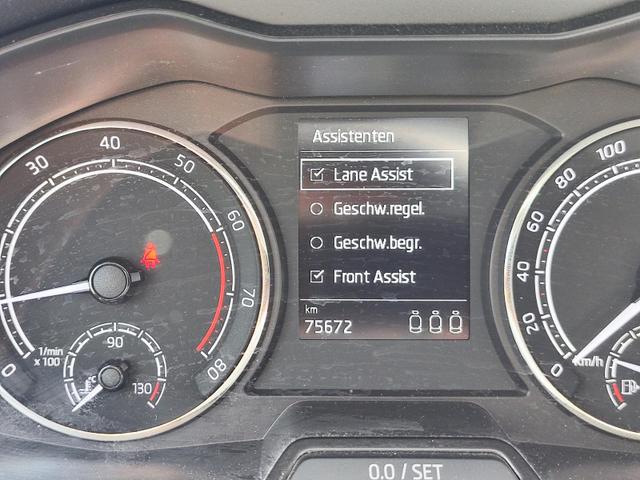 Assistenten
Lane Assist
Geschw.regel.
Geschw.begr.
Front Assist
km
75672
0
30
40
50
60
70
80
1/min
x 100
90
130
°C
0
20
40
60
80
100
km/h
0.0 / SET